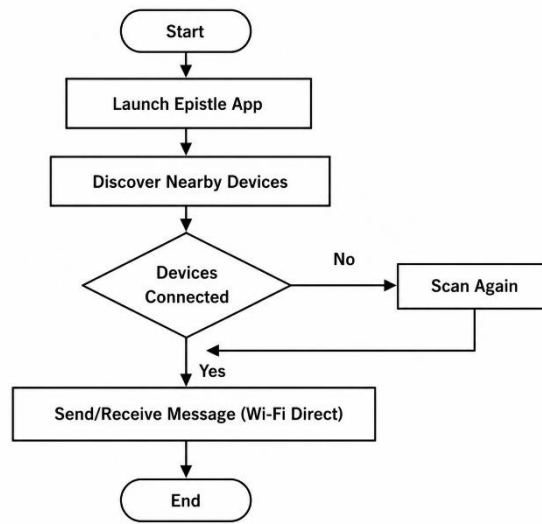 Start
Launch Epistle App
Discover Nearby Devices
Devices
Connected
No
Scan Again
Yes
Send/Receive Message (Wi-Fi Direct)
End